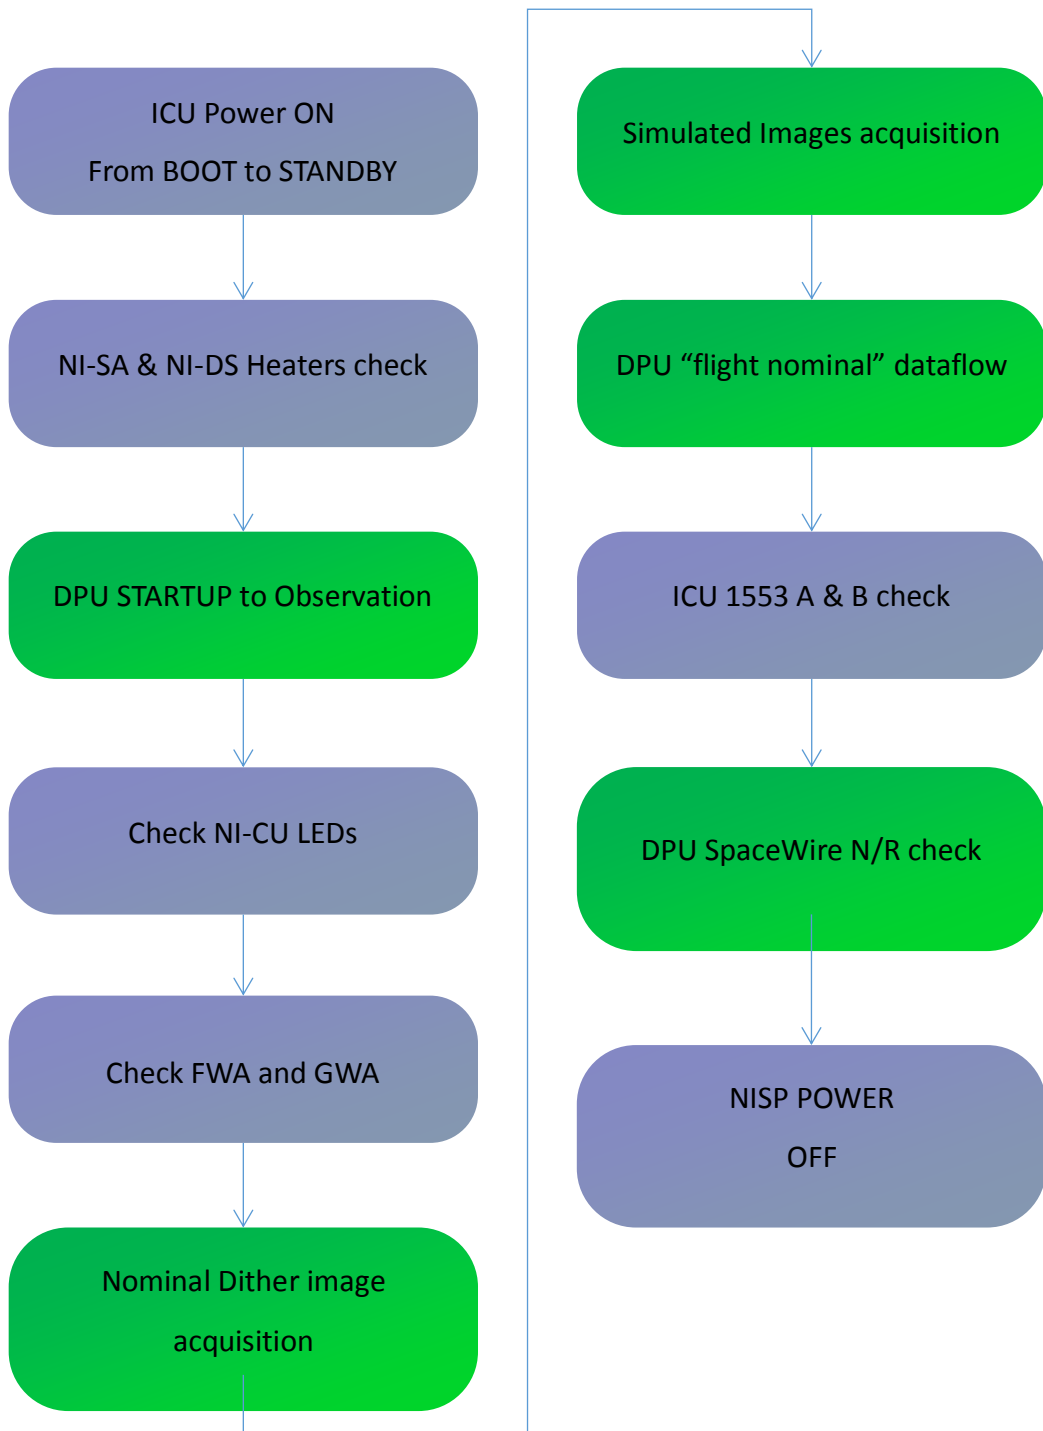 ICU Power ON
From BOOT to STANDBY
NI-SA & NI-DS Heaters check
DPU STARTUP to Observation
Check NI-CU LEDs
Check FWA and GWA
Nominal Dither image
acquisition
Simulated Images acquisition
DPU “flight nominal” dataflow
ICU 1553 A & B check
DPU SpaceWire N/R check
NISP POWER
OFF